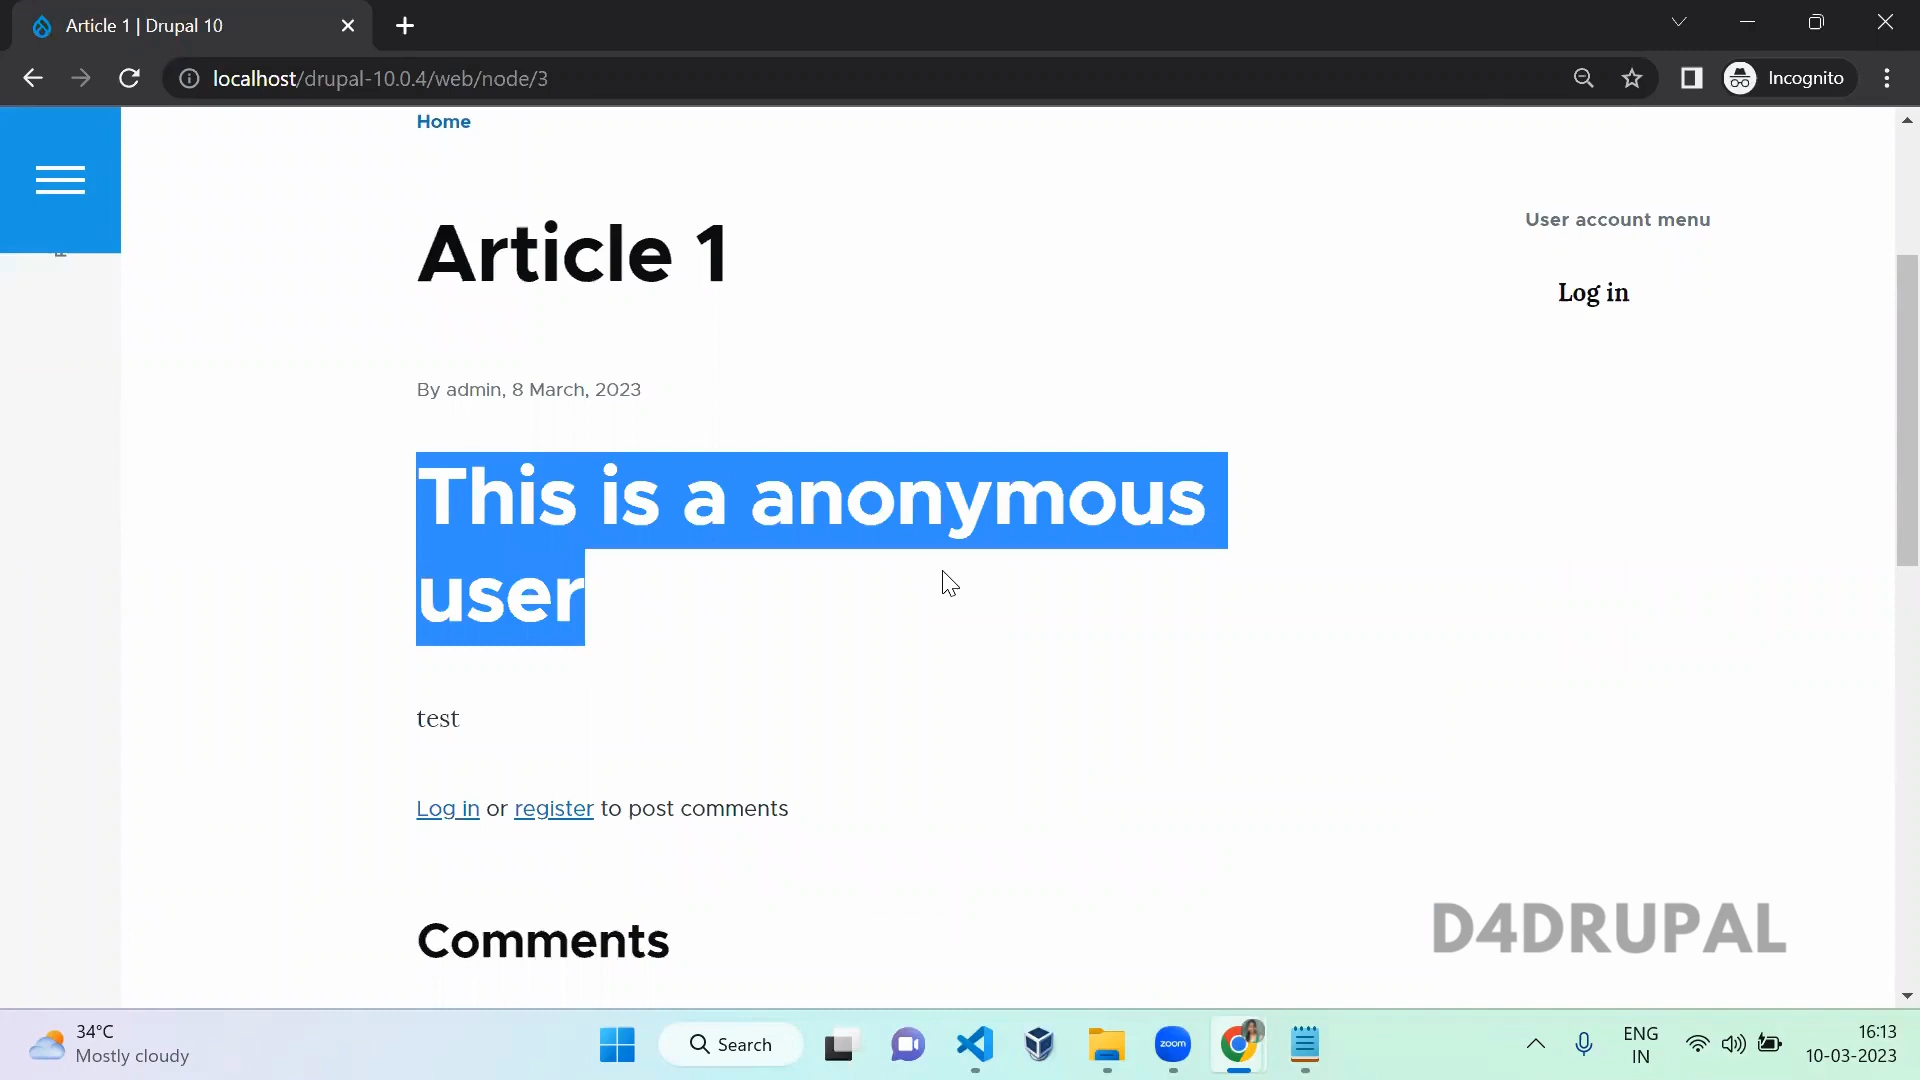 Article 1 | Drupal 10
localhost/drupal-10.0.4/web/node/3
Incognito
Home
User account menu
Article 1
Log in
By admin, 8 March, 2023
This is a anonymous
user
test
Log in or register to post comments
Comments
D4DRUPAL
34°C
Mostly cloudy
Search
zoom
ENG
IN
16:13
10-03-2023